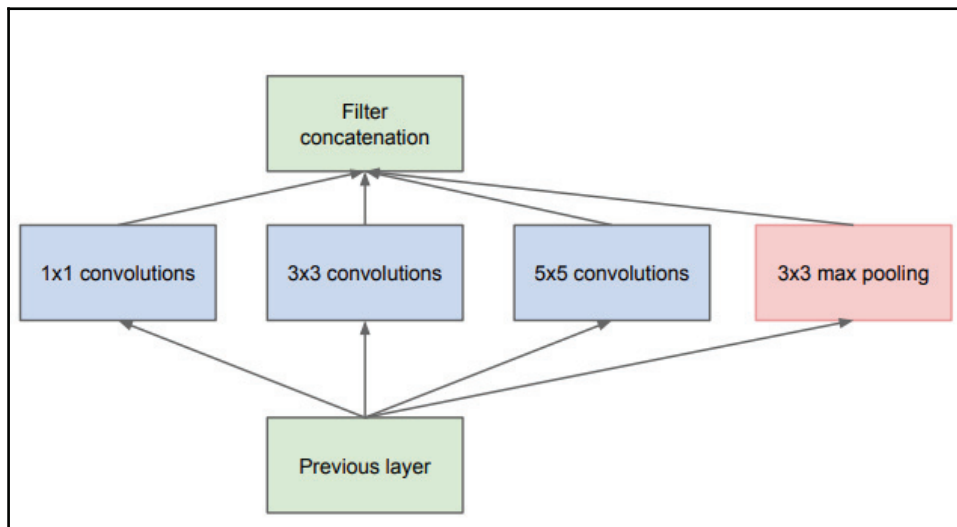 Filter
concatenation
1x1 convolutions
3x3 convolutions
5x5 convolutions
3x3 max pooling
Previous layer